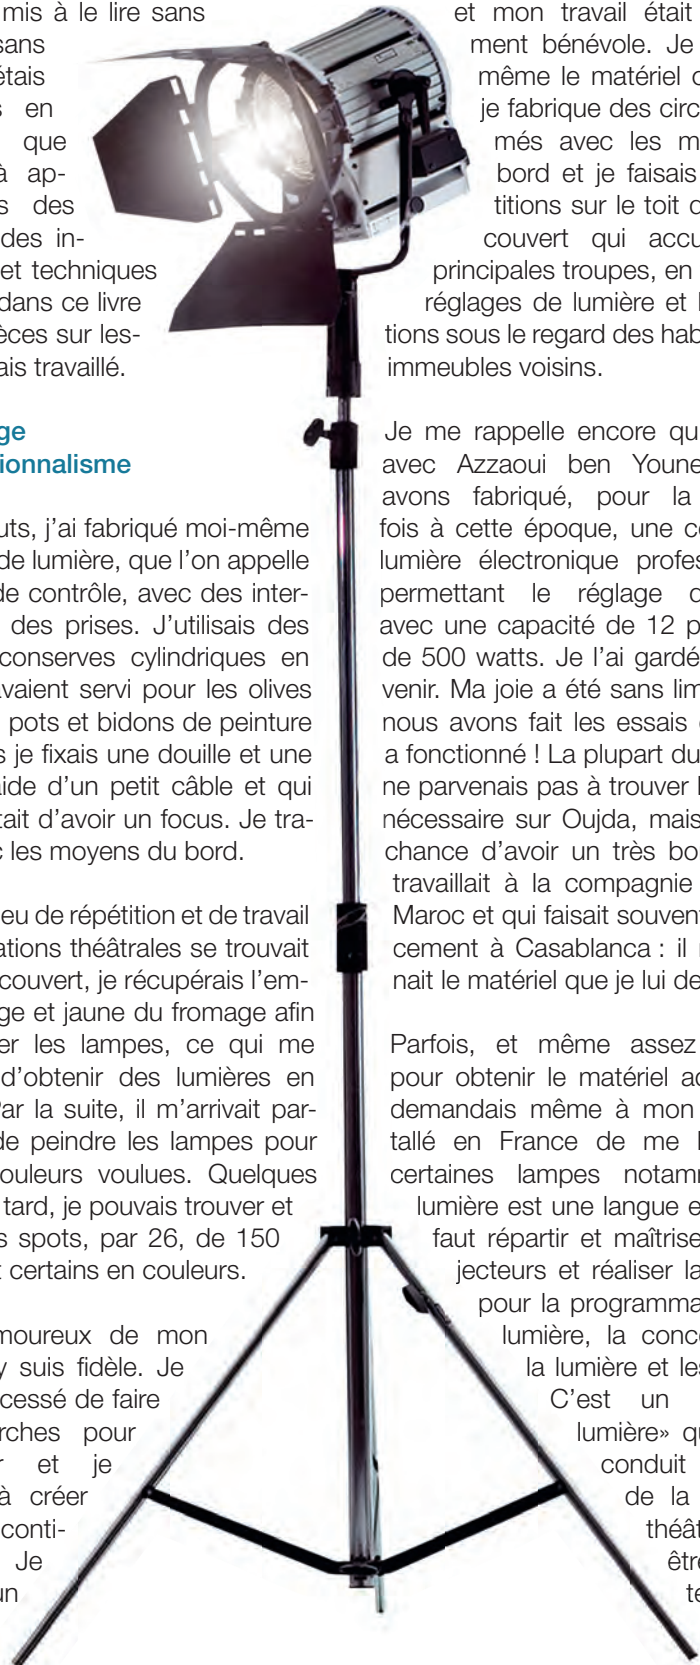 mis à le lire sans
sans
étais
en
que
à ap-
des
des in-
et techniques
dans ce livre
èces sur les-
ais travaillé.
ge
ionnalisme
uts, j'ai fabriqué moi-même
de lumière, que l'on appelle
de contrôle, avec des inter-
des prises. J'utilisais des
conserves cylindriques en
avaient servi pour les olives
pots et bidons de peinture
s je fixais une douille et une
aide d'un petit câble et qui
tait d'avoir un focus. Je tra-
c les moyens du bord.
eu de répétition et de travail
ations théâtrales se trouvait
couvert, je récupérais l'em-
ge et jaune du fromage afin
er les lampes, ce qui me
d'obtenir des lumières en
Par la suite, il m'arrivait par-
de peindre les lampes pour
ouleurs voulues. Quelques
tard, je pouvais trouver et
s spots, par 26, de 150
t certains en couleurs.
moureux de mon
y suis fidèle. Je
cessé de faire
rches pour
r et je
à créer
conti-
Je
un
et mon travail était
ment bénévole. Je
même le matériel c
je fabrique des circ
més avec les m
bord et je faisais
titions sur le toit d
couvert qui accu
principales troupes, en
réglages de lumière et l
tions sous le regard des hab
immeubles voisins.
Je me rappelle encore qu
avec Azzaoui ben Youne
avons fabriqué, pour la
fois à cette époque, une co
lumière électronique profes
permettant le réglage d
avec une capacité de 12 p
de 500 watts. Je l'ai gardé
venir. Ma joie a été sans lim
nous avons fait les essais e
a fonctionné ! La plupart du
ne parvenais pas à trouver l
nécessaire sur Oujda, mais
chance d'avoir un très bo
travaillait à la compagnie
Maroc et qui faisait souven
cement à Casablanca : il n
nait le matériel que je lui de
Parfois, et même assez
pour obtenir le matériel ac
demandais même à mon
tallé en France de me l
certaines lampes notamm
lumière est une langue e
faut répartir et maîtrise
jecteurs et réaliser la
pour la programma
lumière, la conce
la lumière et les
C'est un
lumière» qu
conduit
de la
théât
être
te